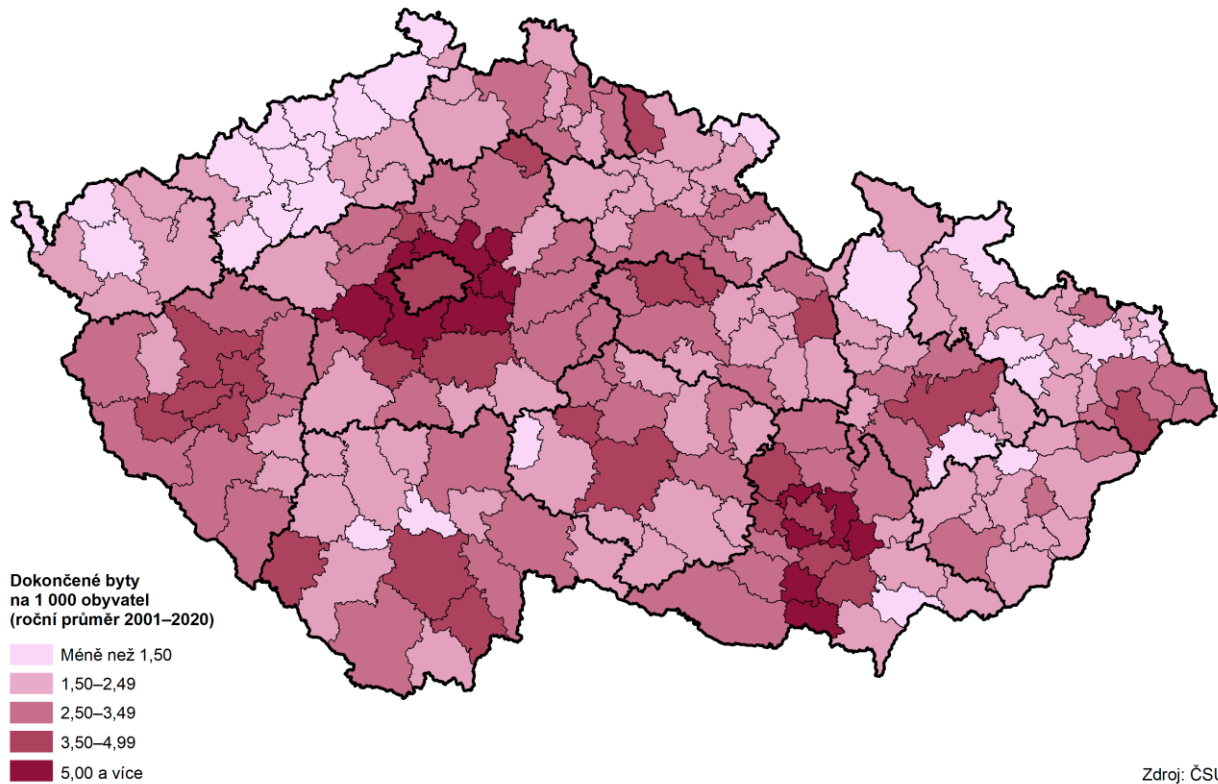 Dokončené byty
na 1 000 obyvatel
(roční průměr 2001–2020)
Méně než 1,50
1,50–2,49
2,50–3,49
3,50–4,99
5,00 a více
Zdroj: ČSÚ